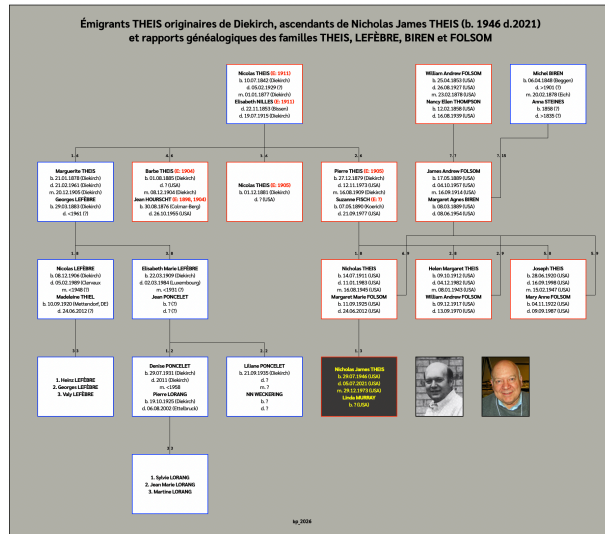 Émigrants THEIS originaires de Diekirch, ascendants de Nicholas James THEIS (b. 1946 d.2021)
et rapports généalogiques des familles THEIS, LEFÈBRE, BIREN et FOLSOM
Nicolas THEIS (E: 1911)
b. 10.07.1842 (Diekirch)
d. 05.02.1929 (?)
m. 01.01.1877 (Diekirch)
Elisabeth NILLES (E: 1911)
d. 22.11.1853 (Bissen)
d. 19.07.1915 (Diekirch)
William Andrew FOLSOM
b. 25.04.1853 (USA)
d. 26.08.1927 (USA)
m. 23.02.1878 (USA)
Nancy Ellen THOMPSON
b. 12.02.1858 (USA)
d. 16.08.1939 (USA)
Michel BIREN
b. 06.04.1848 (Beggen)
d. >1901 (?)
m. 20.02.1878 (Eich)
Anna STEINES
b. 1858 (?)
d. >1835 (?)
Marguerite THEIS
b. 21.01.1878 (Diekirch)
d. 21.02.1961 (Diekirch)
m. 20.12.1905 (Diekirch)
Georges LEFÈBRE
b. 29.03.1883 (Diekirch)
d. <1961 (?)
Barbe THEIS (E: 1904)
b. 01.08.1885 (Diekirch)
d. ? (USA)
m. 08.12.1904 (Diekirch)
Jean HOURSCHT (E: 1898, 1904)
b. 30.08.1876 (Colmar-Berg)
d. 26.10.1955 (USA)
Nicolas THEIS (E: 1905)
b. 01.12.1881 (Diekirch)
d. ? (USA)
Pierre THEIS (E: 1905)
b. 27.12.1879 (Diekirch)
d. 12.11.1973 (USA)
m. 16.08.1909 (Diekirch)
Suzanne FISCH (E: ?)
b. 07.05.1890 (Koerich)
d. 21.09.1977 (USA)
James Andrew FOLSOM
b. 17.05.1889 (USA)
d. 04.10.1957 (USA)
m. 16.09.1914 (USA)
Margaret Agnes BIREN
b. 08.03.1889 (USA)
d. 08.06.1954 (USA)
Nicolas LEFÈBRE
b. 08.12.1906 (Diekirch)
d. 05.02.1989 (Clervaux)
m. <1948 (?)
Madeleine THIEL
b. 10.09.1920 (Mettendorf, DE)
d. 24.06.2012 (?)
Elisabeth Marie LEFÈBRE
b. 22.03.1909 (Diekirch)
d. 02.03.1984 (Luxembourg)
m. <1931 (?)
Jean PONCELET
b. ? (?)
d. ? (?)
Nicholas THEIS
b. 14.07.1911 (USA)
d. 11.01.1983 (USA)
m. 16.08.1945 (USA)
Margaret Marie FOLSOM
b. 11.09.1925 (USA)
d. 24.06.2012 (USA)
Helen Margaret THEIS
b. 09.10.1912 (USA)
d. 04.12.1982 (USA)
m. 08.01.1943 (USA)
William Andrew FOLSOM
b. 09.12.1917 (USA)
d. 13.09.1970 (USA)
Joseph THEIS
b. 28.06.1920 (USA)
d. 16.09.1998 (USA)
m. 15.02.1947 (USA)
Mary Anne FOLSOM
b. 04.11.1922 (USA)
d. 09.09.1987 (USA)
1. Heinz LEFÈBRE
2. Georges LEFÈBRE
3. Valy LEFÈBRE
Denise PONCELET
b. 29.07.1931 (Diekirch)
d. 2011 (Diekirch)
m. <1958
Pierre LORANG
b. 19.10.1925 (Diekirch)
d. 06.08.2002 (Ettelbruck)
Liliane PONCELET
b. 21.09.1935 (Diekirch)
d. ?
m. ?
NN WECKERING
b. ?
d. ?
Nicholas James THEIS
b. 29.07.1946 (USA)
d. 05.07.2021 (USA)
m. 29.12.1973 (USA)
Linda MURRAY
b. ? (USA)
1. Sylvie LORANG
2. Jean Marie LORANG
3. Martine LORANG
kp_2026